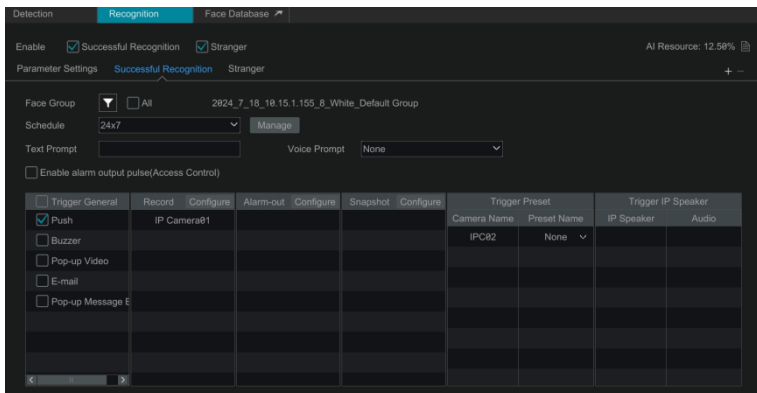 Detection Recognition Face Database
Enable Successful Recognition Stranger AI Resource: 12.50%
Parameter Settings Successful Recognition Stranger + −
Face Group All 2024_7_18_10.15.1.155_8_White_Default Group
Schedule 24x7 Manage
Text Prompt Voice Prompt None
Enable alarm output pulse(Access Control)
Trigger General Record Configure Alarm-out Configure Snapshot Configure Trigger Preset Trigger IP Speaker
Camera Name Preset Name IP Speaker Audio
Push IP Camera01
Buzzer IPC02 None
Pop-up Video
E-mail
Pop-up Message E